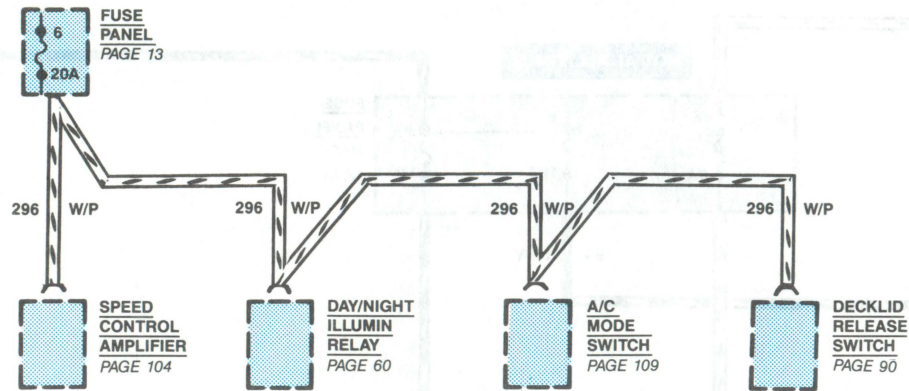 6
20A
FUSE
PANEL
PAGE 13
296 W/P
296 W/P
296 W/P
296 W/P
SPEED
CONTROL
AMPLIFIER
PAGE 104
DAY/NIGHT
ILLUMIN
RELAY
PAGE 60
A/C
MODE
SWITCH
PAGE 109
DECKLID
RELEASE
SWITCH
PAGE 90